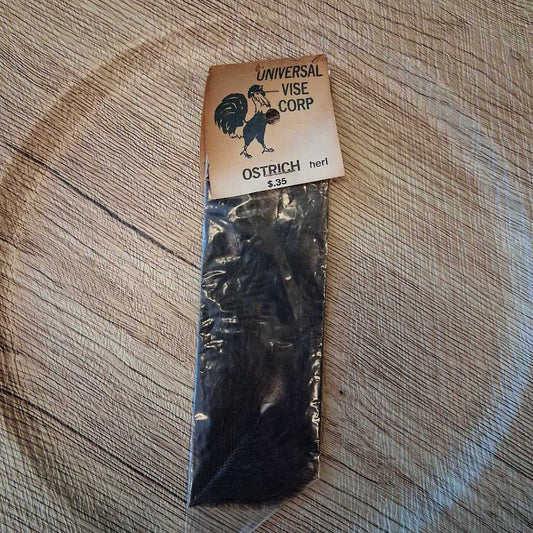 UNIVERSAL
VISE
CORP
OSTRICH herl
$.35